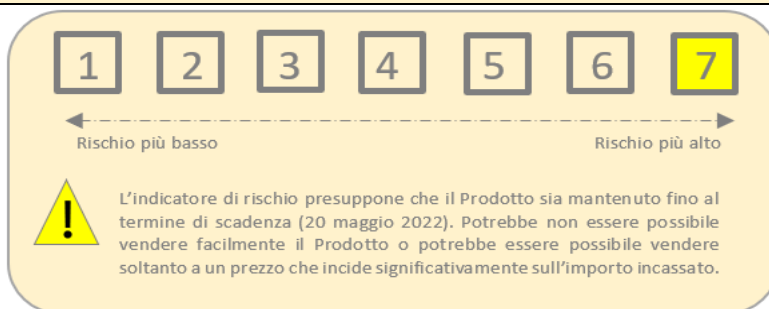 1 2 3 4 5 6 7
Rischio più basso Rischio più alto
!
L'indicatore di rischio presuppone che il Prodotto sia mantenuto fino al
termine di scadenza (20 maggio 2022). Potrebbe non essere possibile
vendere facilmente il Prodotto o potrebbe essere possibile vendere
soltanto a un prezzo che incide significativamente sull'importo incassato.